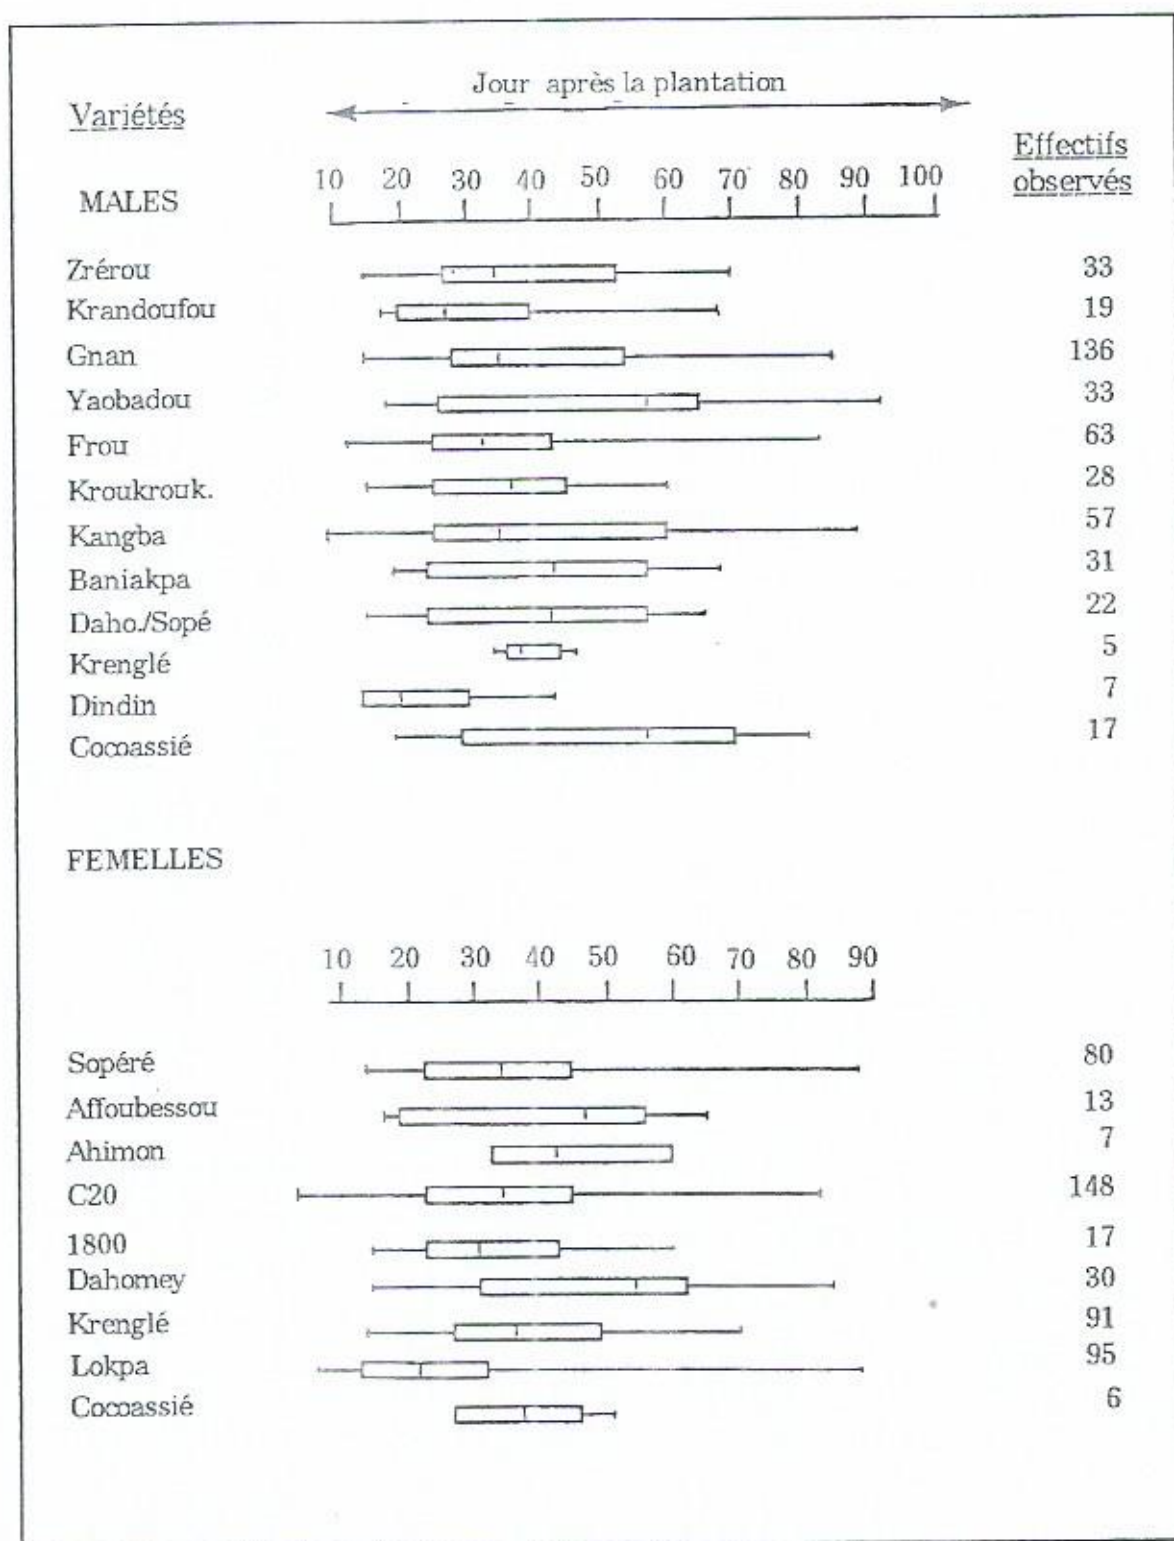 Jour après la plantation
Variétés
Effectifs
observés
10 20 30 40 50 60 70 80 90 100
MALES
Zrérou 33
Krandoufou 19
Gnan 136
Yaobadou 33
Frou 63
Kroukrouk. 28
Kangba 57
Baniakpa 31
Daho./Sopé 22
Krenglé 5
Dindin 7
Cocoassié 17
FEMELLES
10 20 30 40 50 60 70 80 90
Sopéré 80
Affoubessou 13
Ahimon 7
C20 148
1800 17
Dahomey 30
Krenglé 91
Lokpa 95
Cocoassié 6